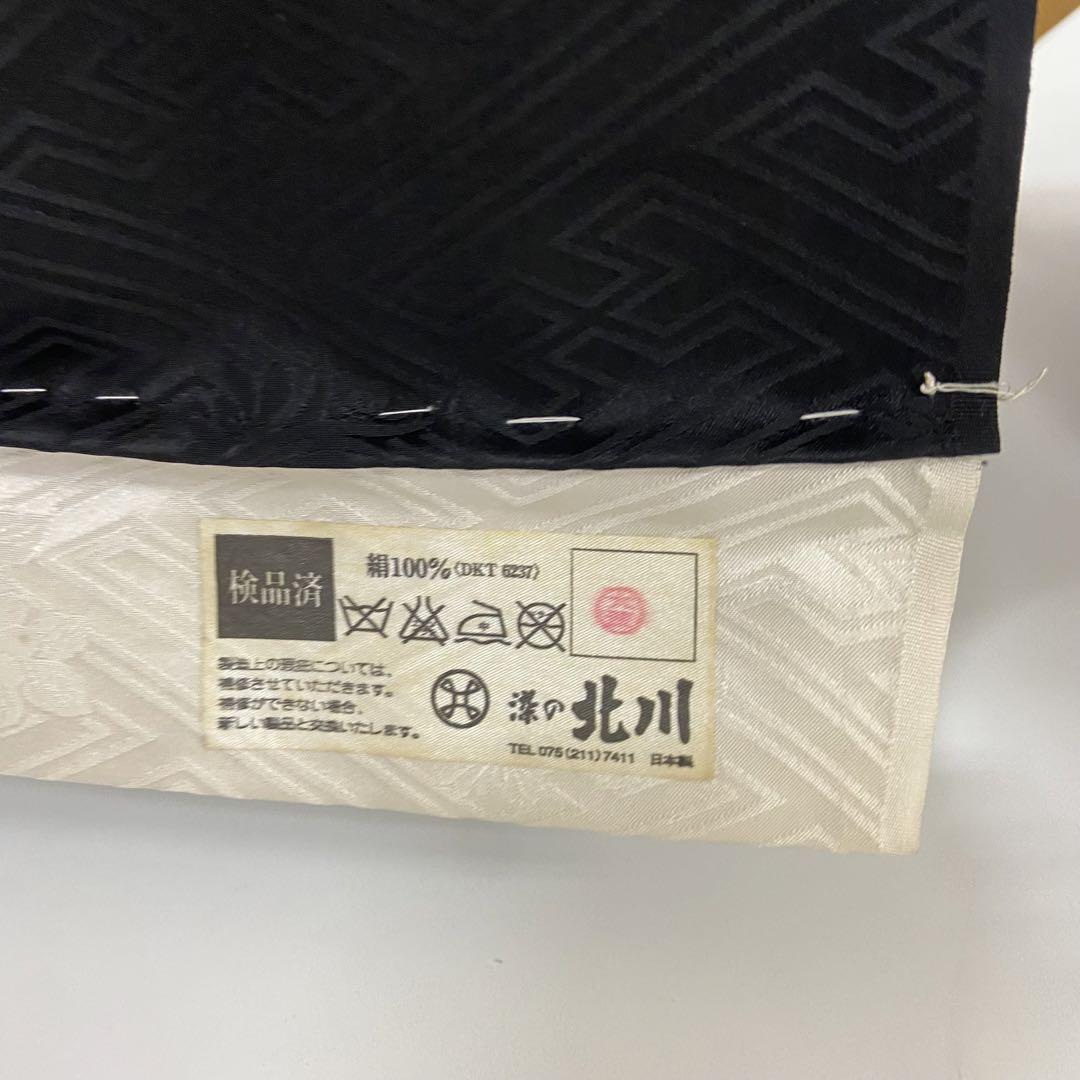 検品済
絹100% (DKT 6237)
製造上の瑕疵については、
補修させていただきます。
補修ができない場合、
新しい製品と交換いたします。
染の北川
TEL 075(211)7411 日本製